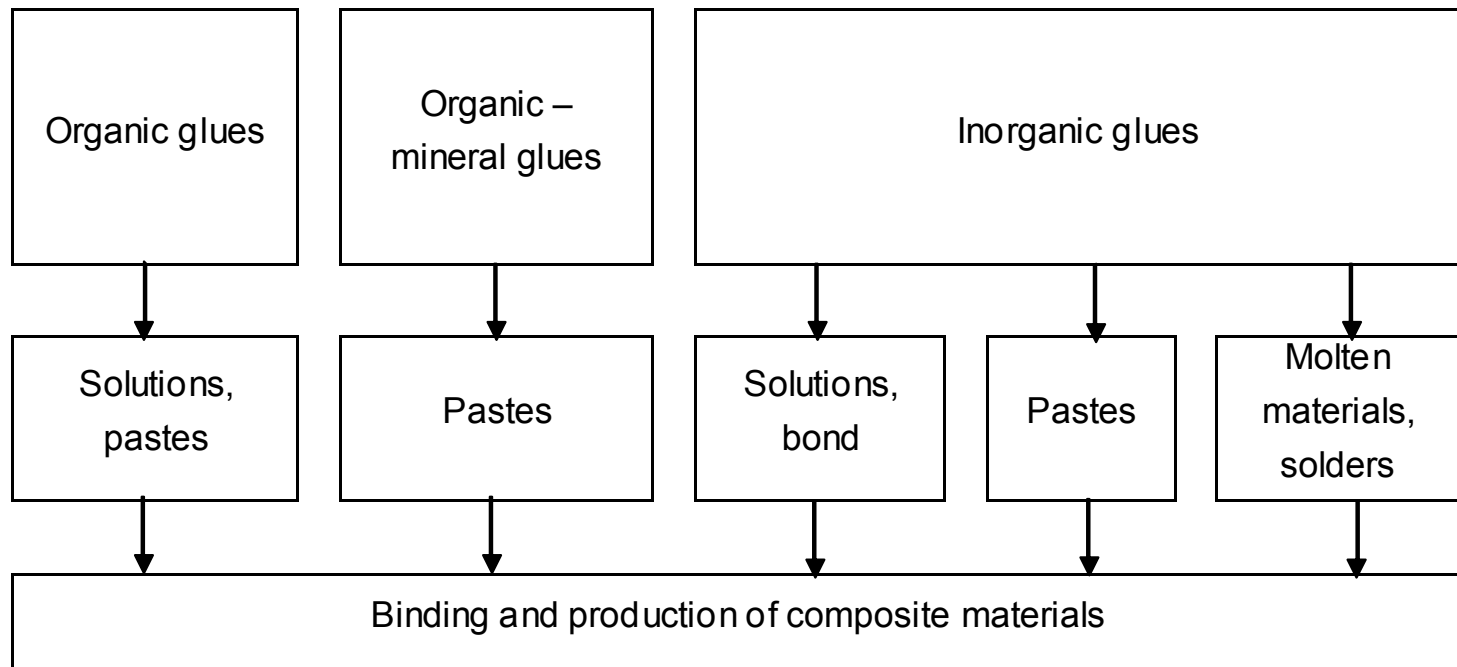 Organic glues
Organic –
mineral glues
Inorganic glues
Solutions,
pastes
Pastes
Solutions,
bond
Pastes
Molten
materials,
solders
Binding and production of composite materials